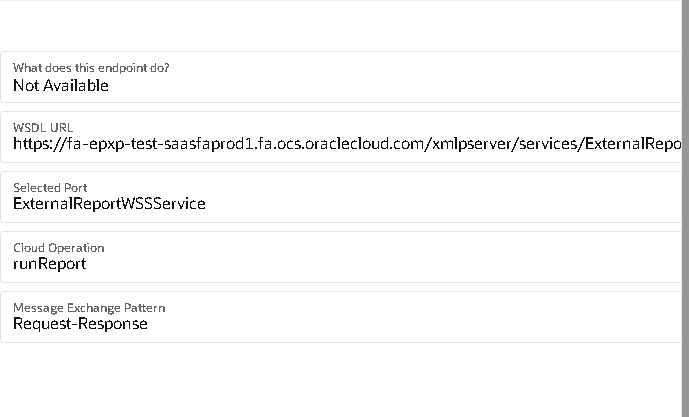 What does this endpoint do?
Not Available
WSDL URL
https://fa-epxp-test-saasfaprod1.fa.ocs.oraclecloud.com/xmlpserver/services/ExternalRepo
Selected Port
ExternalReportWSSService
Cloud Operation
runReport
Message Exchange Pattern
Request-Response